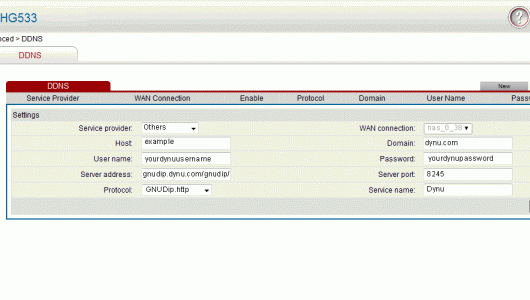 HG533
?
nced > DDNS
DDNS
DDNS New
Service Provider WAN Connection Enable Protocol Domain User Name Pass
Settings
Service provider: Others WAN connection: nas_0_38
Host: example Domain: dynu.com
User name: yourdynuusername Password: yourdynupassword
Server address: gnudip.dynu.com/gnudip/ Server port: 8245
Protocol: GNUDip.http Service name: Dynu